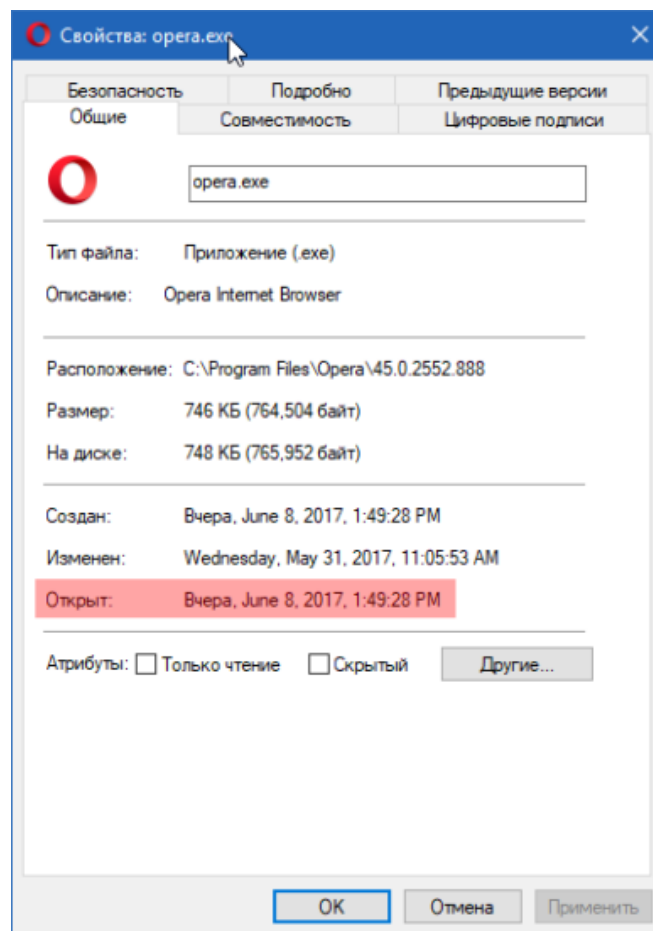 Свойства: opera.exe
Безопасность Подробно Предыдущие версии
Общие Совместимость Цифровые подписи
opera.exe
Тип файла: Приложение (.exe)
Описание: Opera Internet Browser
Расположение: C:\Program Files\Opera\45.0.2552.888
Размер: 746 КБ (764,504 байт)
На диске: 748 КБ (765,952 байт)
Создан: Вчера, June 8, 2017, 1:49:28 PM
Изменен: Wednesday, May 31, 2017, 11:05:53 AM
Открыт: Вчера, June 8, 2017, 1:49:28 PM
Атрибуты: Только чтение Скрытый Другие...
OK Отмена Применить